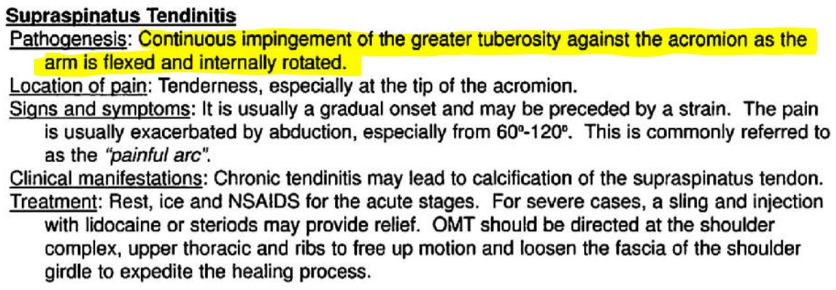 Supraspinatus Tendinitis
Pathogenesis: Continuous impingement of the greater tuberosity against the acromion as the
arm is flexed and internally rotated.
Location of pain: Tenderness, especially at the tip of the acromion.
Signs and symptoms: It is usually a gradual onset and may be preceded by a strain. The pain
is usually exacerbated by abduction, especially from 60º-120º. This is commonly referred to
as the "painful arc".
Clinical manifestations: Chronic tendinitis may lead to calcification of the supraspinatus tendon.
Treatment: Rest, ice and NSAIDS for the acute stages. For severe cases, a sling and injection
with lidocaine or steriods may provide relief. OMT should be directed at the shoulder
complex, upper thoracic and ribs to free up motion and loosen the fascia of the shoulder
girdle to expedite the healing process.